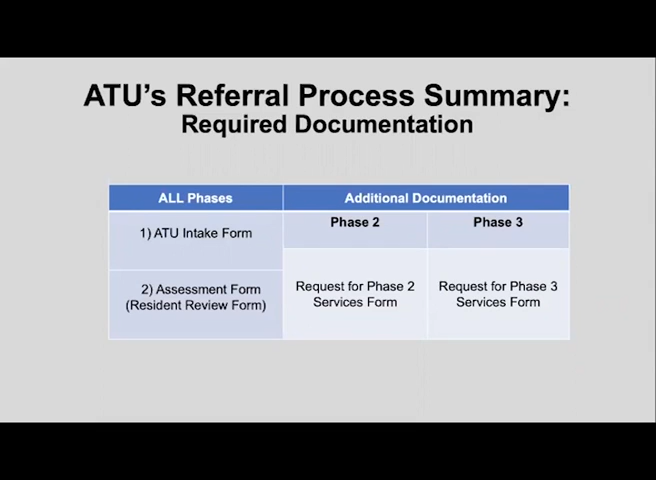 ATU's Referral Process Summary:
Required Documentation
ALL Phases
Additional Documentation
1) ATU Intake Form
Phase 2
Phase 3
2) Assessment Form
(Resident Review Form)
Request for Phase 2
Services Form
Request for Phase 3
Services Form